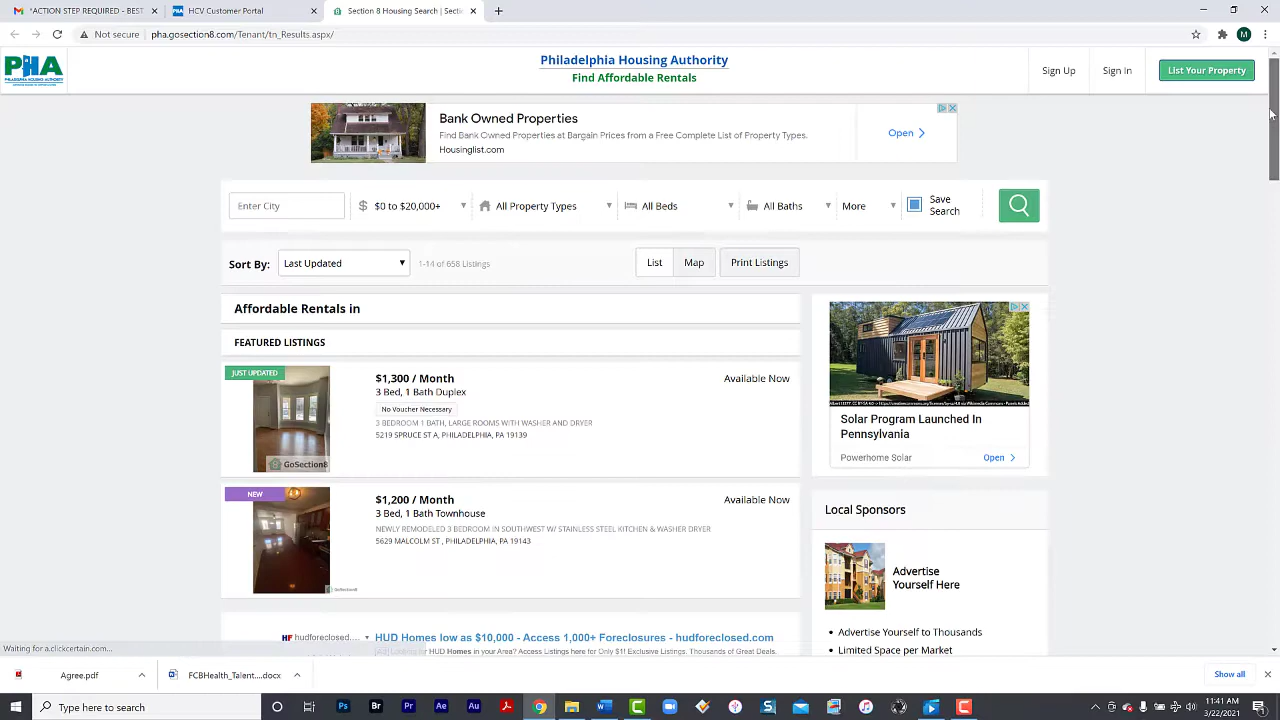 *ACTION STEP REQUIRED - BEST
HCV Customer Portal
Section 8 Housing Search | Secti
Not secure | pha.gosection8.com/Tenant/tn_Results.aspx/
M
PHA
Philadelphia Housing Authority
Find Affordable Rentals
Sign Up
Sign In
List Your Property
Bank Owned Properties
Find Bank Owned Properties at Bargain Prices from a Free Complete List of Property Types.
Housinglist.com
Open
Enter City
$ $0 to $20,000+
All Property Types
All Beds
All Baths
More
Save
Search
Sort By:
Last Updated
1-14 of 658 Listings
List
Map
Print Listings
Affordable Rentals in
FEATURED LISTINGS
JUST UPDATED
GoSection8
$1,300 / Month
Available Now
3 Bed, 1 Bath Duplex
No Voucher Necessary
3 BEDROOM 1 BATH, LARGE ROOMS WITH WASHER AND DRYER
5219 SPRUCE ST A, PHILADELPHIA, PA 19139
NEW
GoSection8
$1,200 / Month
Available Now
3 Bed, 1 Bath Townhouse
NEWLY REMODELED 3 BEDROOM IN SOUTHWEST W/ STAINLESS STEEL KITCHEN & WASHER DRYER
5629 MALCOLM ST , PHILADELPHIA, PA 19143
Solar Program Launched In
Pennsylvania
Powerhome Solar
Open
Local Sponsors
Advertise
Yourself Here
Advertise Yourself to Thousands
Limited Space per Market
HF hudforeclosed....
HUD Homes low as $10,000 - Access 1,000+ Foreclosures - hudforeclosed.com
HUD Homes in your Area? Access Listings here for Only $1! Exclusive Listings. Thousands of Great Deals.
Waiting for a.clickcertain.com...
Agree.pdf
FCBHealth_Talent....docx
Show all
Type here to search
Ps
Br
Pr
Ae
Au
11:41 AM
3/22/2021